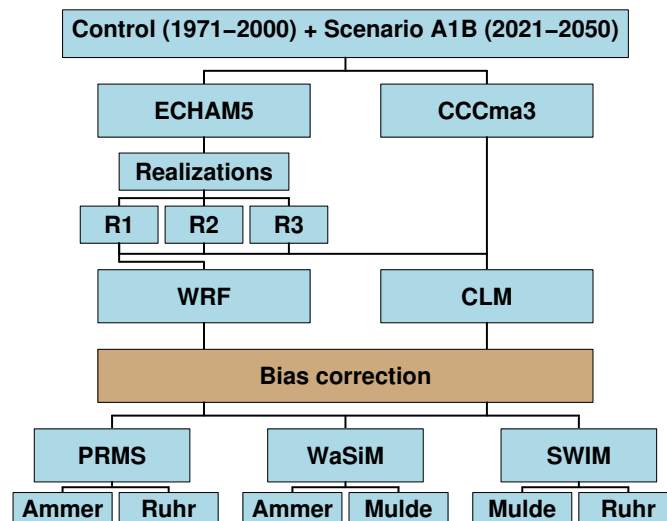 Control (1971−2000) + Scenario A1B (2021−2050)
ECHAM5
CCCma3
Realizations
R1
R2
R3
WRF
CLM
Bias correction
PRMS
WaSiM
SWIM
Ammer
Ruhr
Ammer
Mulde
Mulde
Ruhr